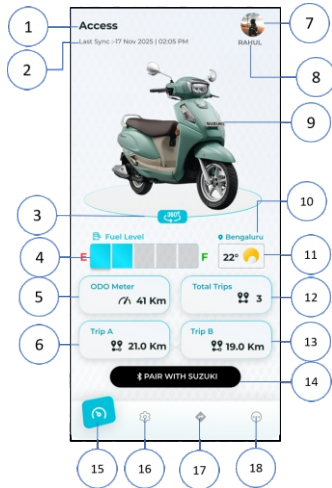 1
Access
7
Last Sync :-17 Nov 2025 | 02:05 PM
RAHUL
2
8
SUZUKI
9
3
360°
10
Fuel Level
Bengaluru
4
E
F
22°
11
ODO Meter
Total Trips
5
41 Km
3
12
Trip A
Trip B
6
21.0 Km
19.0 Km
13
PAIR WITH SUZUKI
14
15
16
17
18